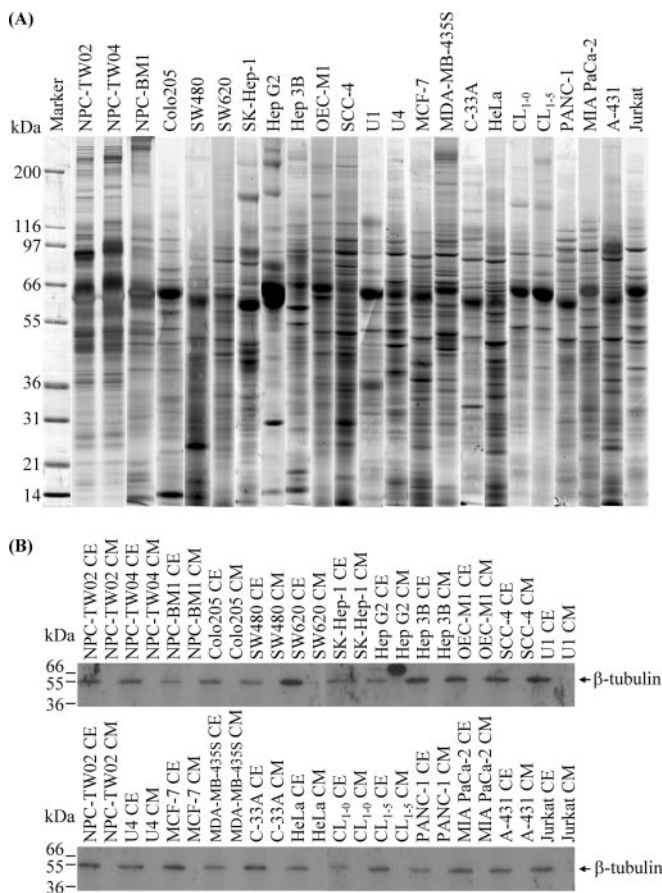 (A)
kDa
Marker
NPC-TW02
NPC-TW04
NPC-BM1
Colo205
SW480
SW620
SK-Hep-1
Hep G2
Hep 3B
OEC-M1
SCC-4
U1
U4
MCF-7
MDA-MB-435S
C-33A
HeLa
CL1-0
CL1-5
PANC-1
MIA PaCa-2
A-431
Jurkat
200
116
97
66
55
36
31
21
14
(B)
kDa
NPC-TW02 CE
NPC-TW02 CM
NPC-TW04 CE
NPC-TW04 CM
NPC-BM1 CE
NPC-BM1 CM
Colo205 CE
Colo205 CM
SW480 CE
SW480 CM
SW620 CE
SW620 CM
SK-Hep-1 CE
SK-Hep-1 CM
Hep G2 CE
Hep G2 CM
Hep 3B CE
Hep 3B CM
OEC-M1 CE
OEC-M1 CM
SCC-4 CE
SCC-4 CM
U1 CE
U1 CM
66
55
36
β-tubulin
kDa
NPC-TW02 CE
NPC-TW02 CM
U4 CE
U4 CM
MCF-7 CE
MCF-7 CM
MDA-MB-435S CE
MDA-MB-435S CM
C-33A CE
C-33A CM
HeLa CE
HeLa CM
CL1-0 CE
CL1-0 CM
CL1-5 CE
CL1-5 CM
PANC-1 CE
PANC-1 CM
MIA PaCa-2 CE
MIA PaCa-2 CM
A-431 CE
A-431 CM
Jurkat CE
Jurkat CM
66
55
36
β-tubulin